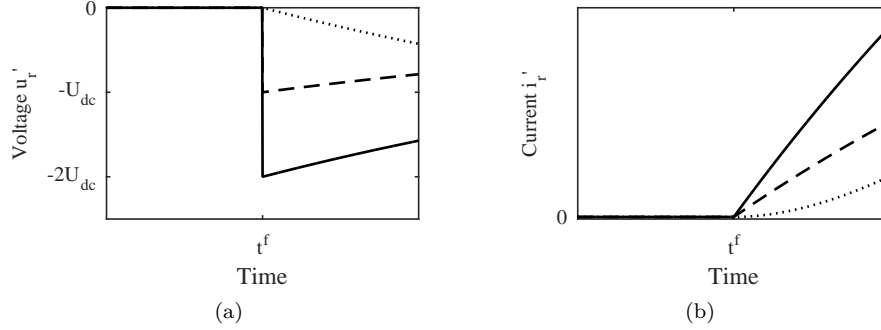 0
-U_dc
-2U_dc
Voltage u_r'
t^f
Time
(a)
Current i_r'
0
t^f
Time
(b)